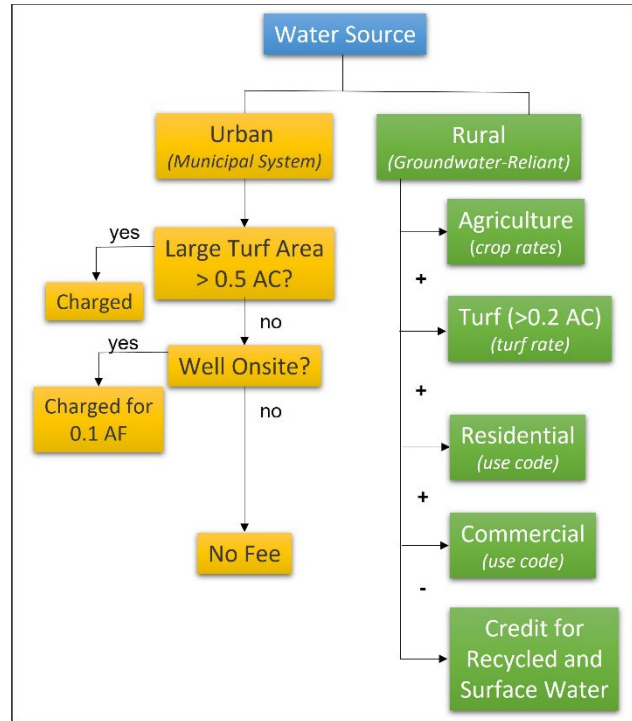 Water Source
Urban
(Municipal System)
yes
Large Turf Area
> 0.5 AC?
Charged
no
yes
Well Onsite?
Charged for
0.1 AF
no
No Fee
Rural
(Groundwater-Reliant)
Agriculture
(crop rates)
+
Turf (>0.2 AC)
(turf rate)
+
Residential
(use code)
+
Commercial
(use code)
-
Credit for
Recycled and
Surface Water